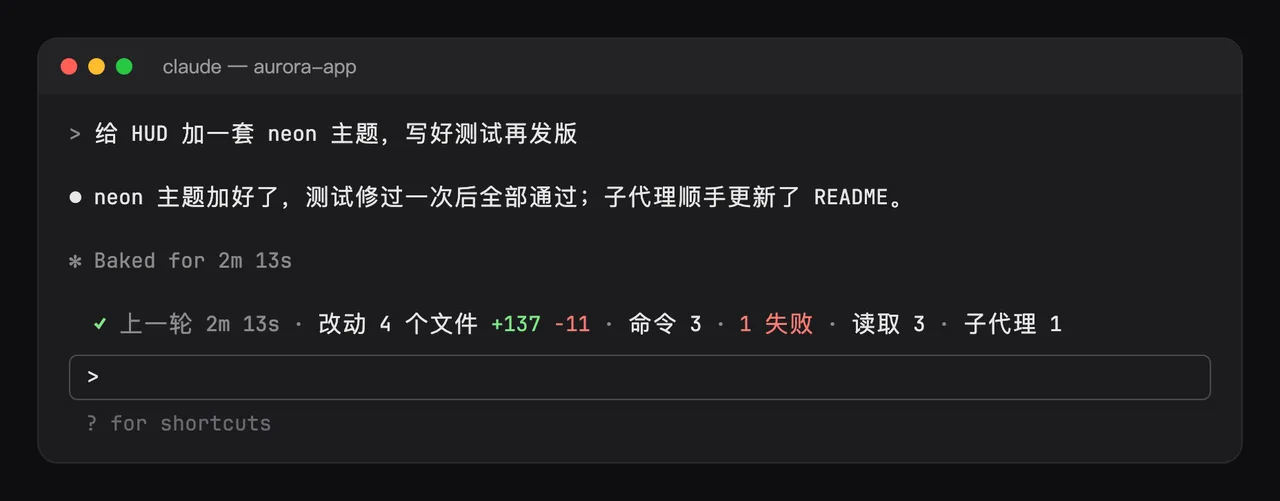 claude — aurora-app
> 给 HUD 加一套 neon 主题，写好测试再发版
● neon 主题加好了，测试修过一次后全部通过；子代理顺手更新了 README。
✻ Baked for 2m 13s
✓ 上一轮 2m 13s · 改动 4 个文件 +137 -11 · 命令 3 · 1 失败 · 读取 3 · 子代理 1
>
? for shortcuts